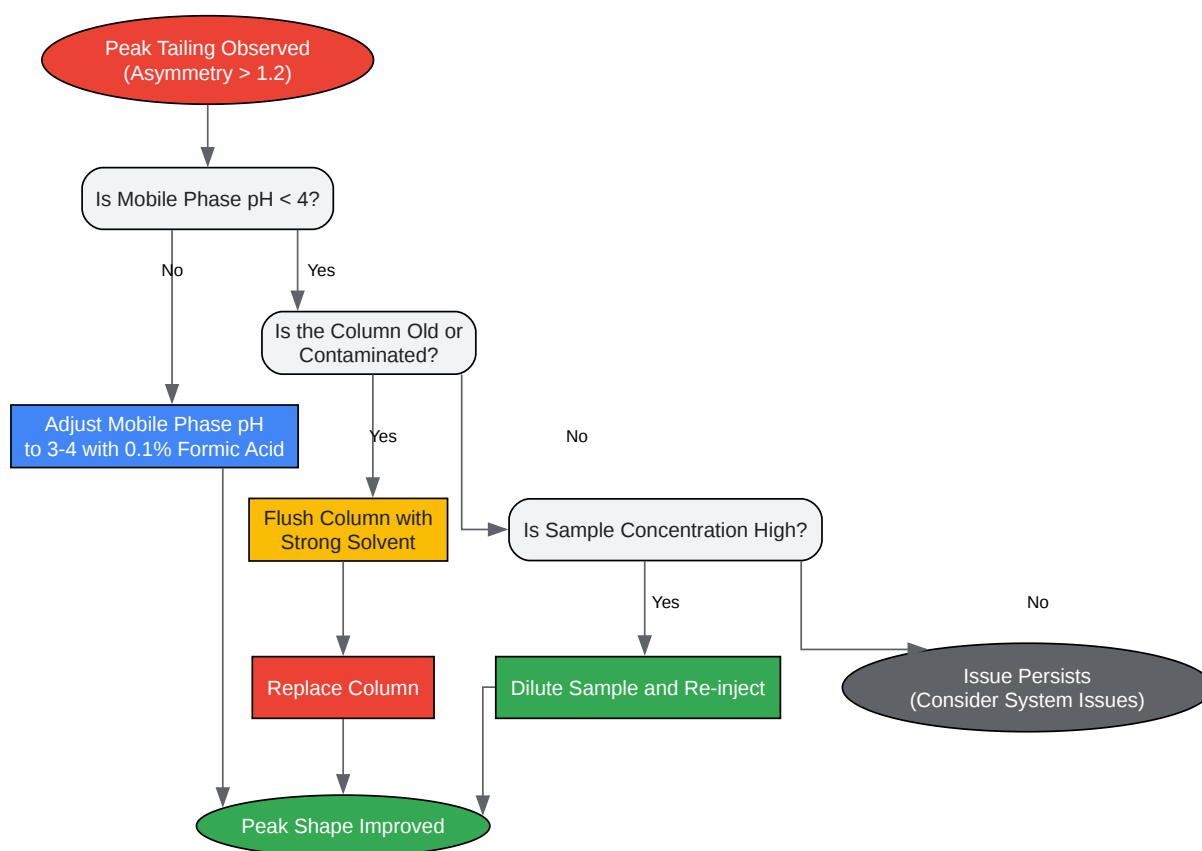 Peak Tailing Observed
(Asymmetry > 1.2)
Is Mobile Phase pH < 4?
No
Yes
Is the Column Old or
Contaminated?
Adjust Mobile Phase pH
to 3-4 with 0.1% Formic Acid
Yes
No
Flush Column with
Strong Solvent
Is Sample Concentration High?
Yes
No
Replace Column
Dilute Sample and Re-inject
Issue Persists
(Consider System Issues)
Peak Shape Improved